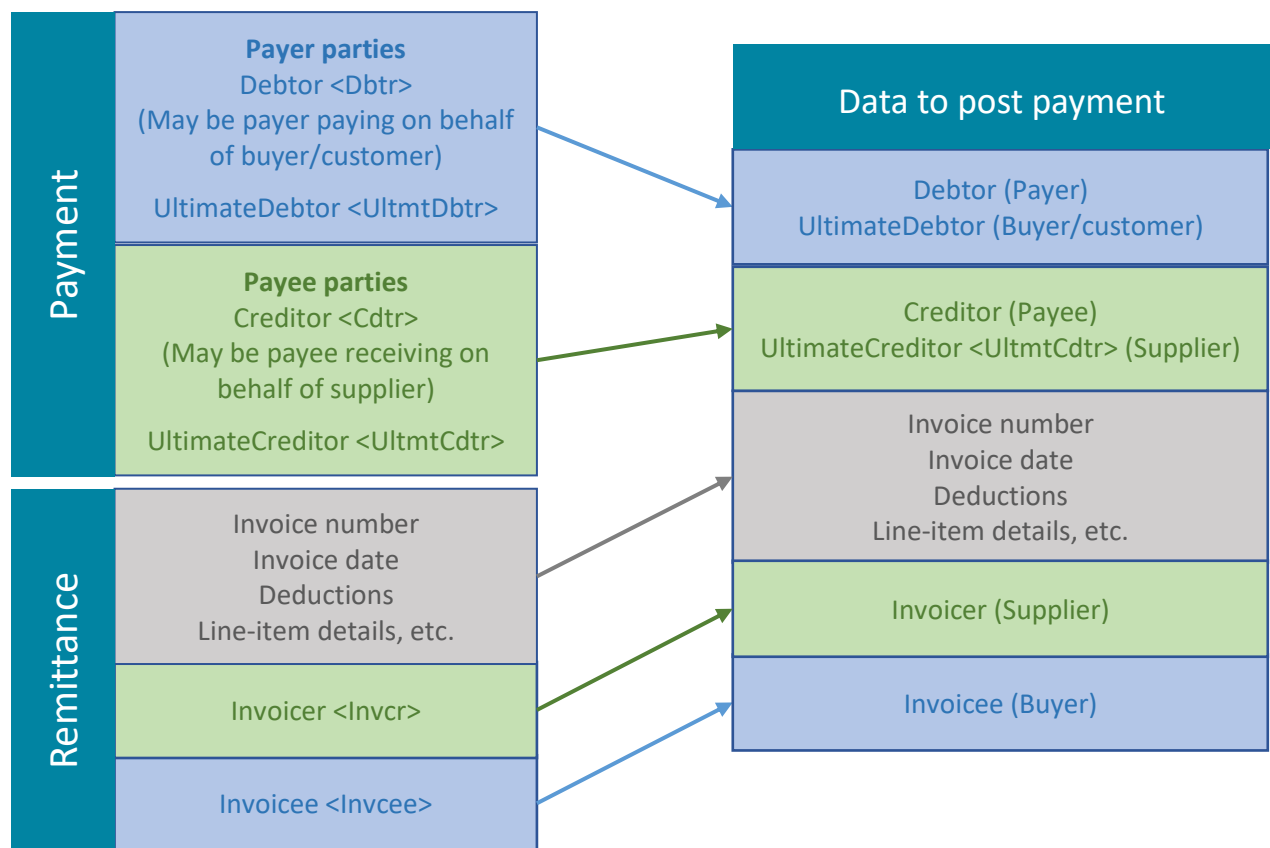 Payment
Payer parties
Debtor <Dbtr>
(May be payer paying on behalf
of buyer/customer)
UltimateDebtor <UltmtDbtr>
Payee parties
Creditor <Cdtr>
(May be payee receiving on
behalf of supplier)
UltimateCreditor <UltmtCdtr>
Remittance
Invoice number
Invoice date
Deductions
Line-item details, etc.
Invoicer <Invcr>
Invoicee <Invcee>
Data to post payment
Debtor (Payer)
UltimateDebtor (Buyer/customer)
Creditor (Payee)
UltimateCreditor <UltmtCdtr> (Supplier)
Invoice number
Invoice date
Deductions
Line-item details, etc.
Invoicer (Supplier)
Invoicee (Buyer)